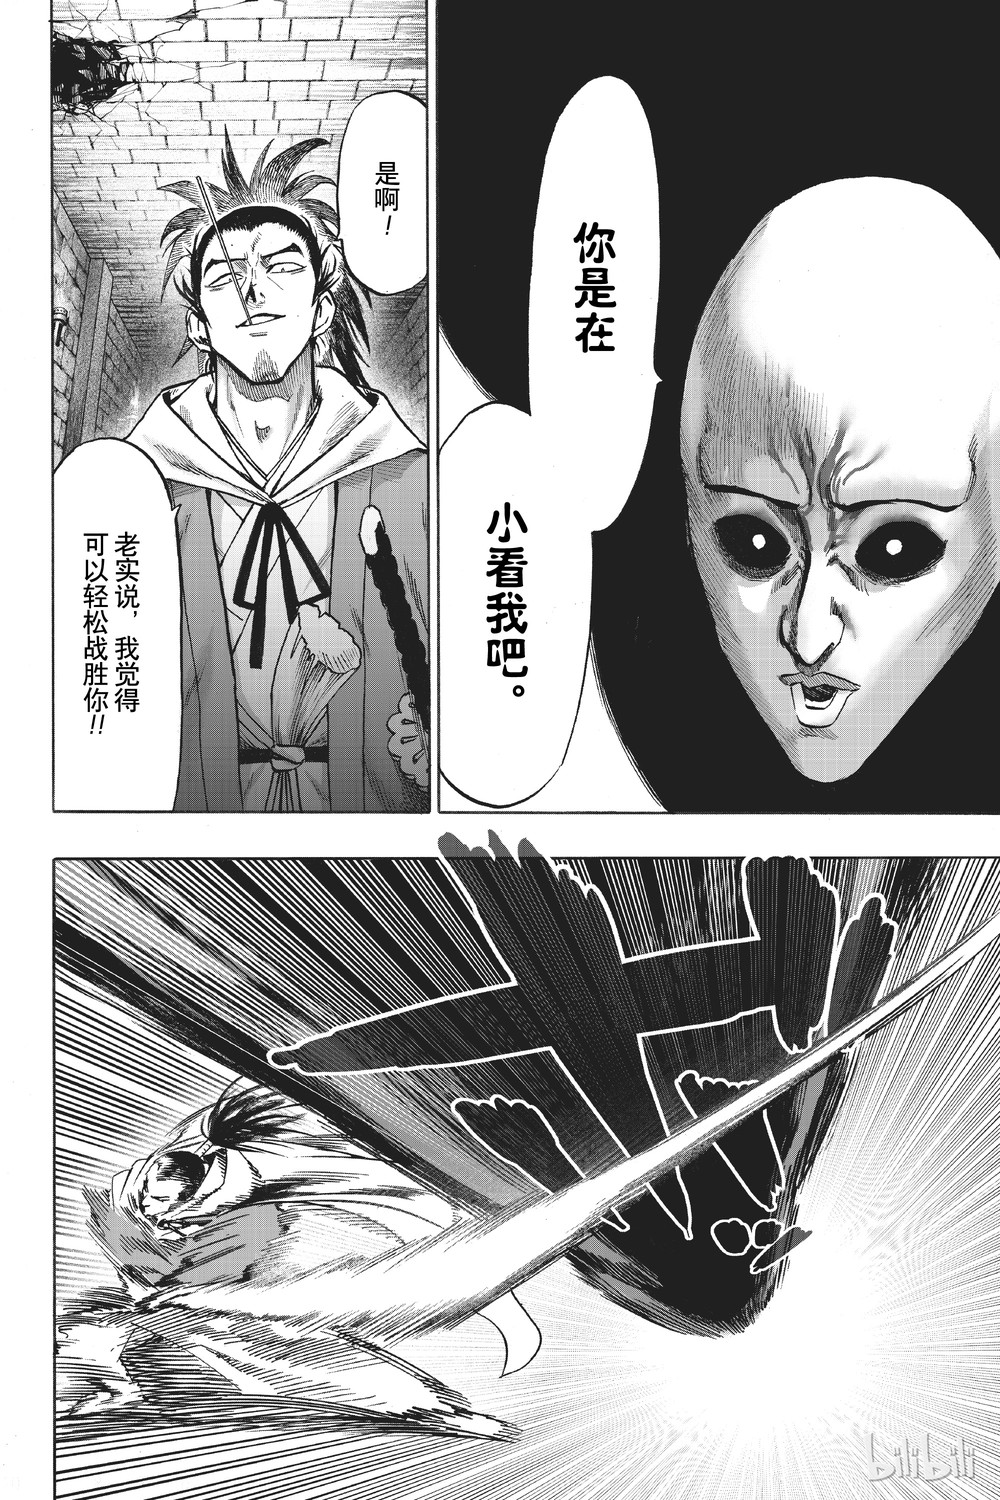 你是在
小看我吧。
是啊！
老实说，我觉得
可以轻松战胜你！！
bilibili